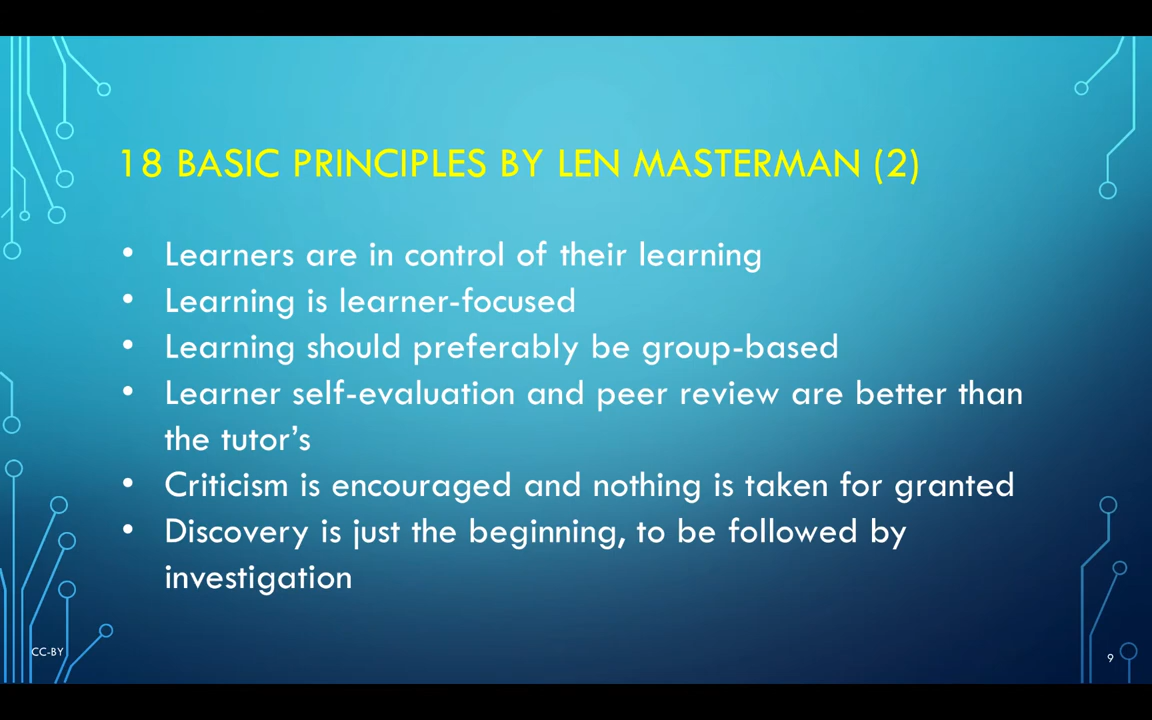 18 BASIC PRINCIPLES BY LEN MASTERMAN (2)
• Learners are in control of their learning
• Learning is learner-focused
• Learning should preferably be group-based
• Learner self-evaluation and peer review are better than
the tutor’s
• Criticism is encouraged and nothing is taken for granted
• Discovery is just the beginning, to be followed by
investigation
CC-BY
9